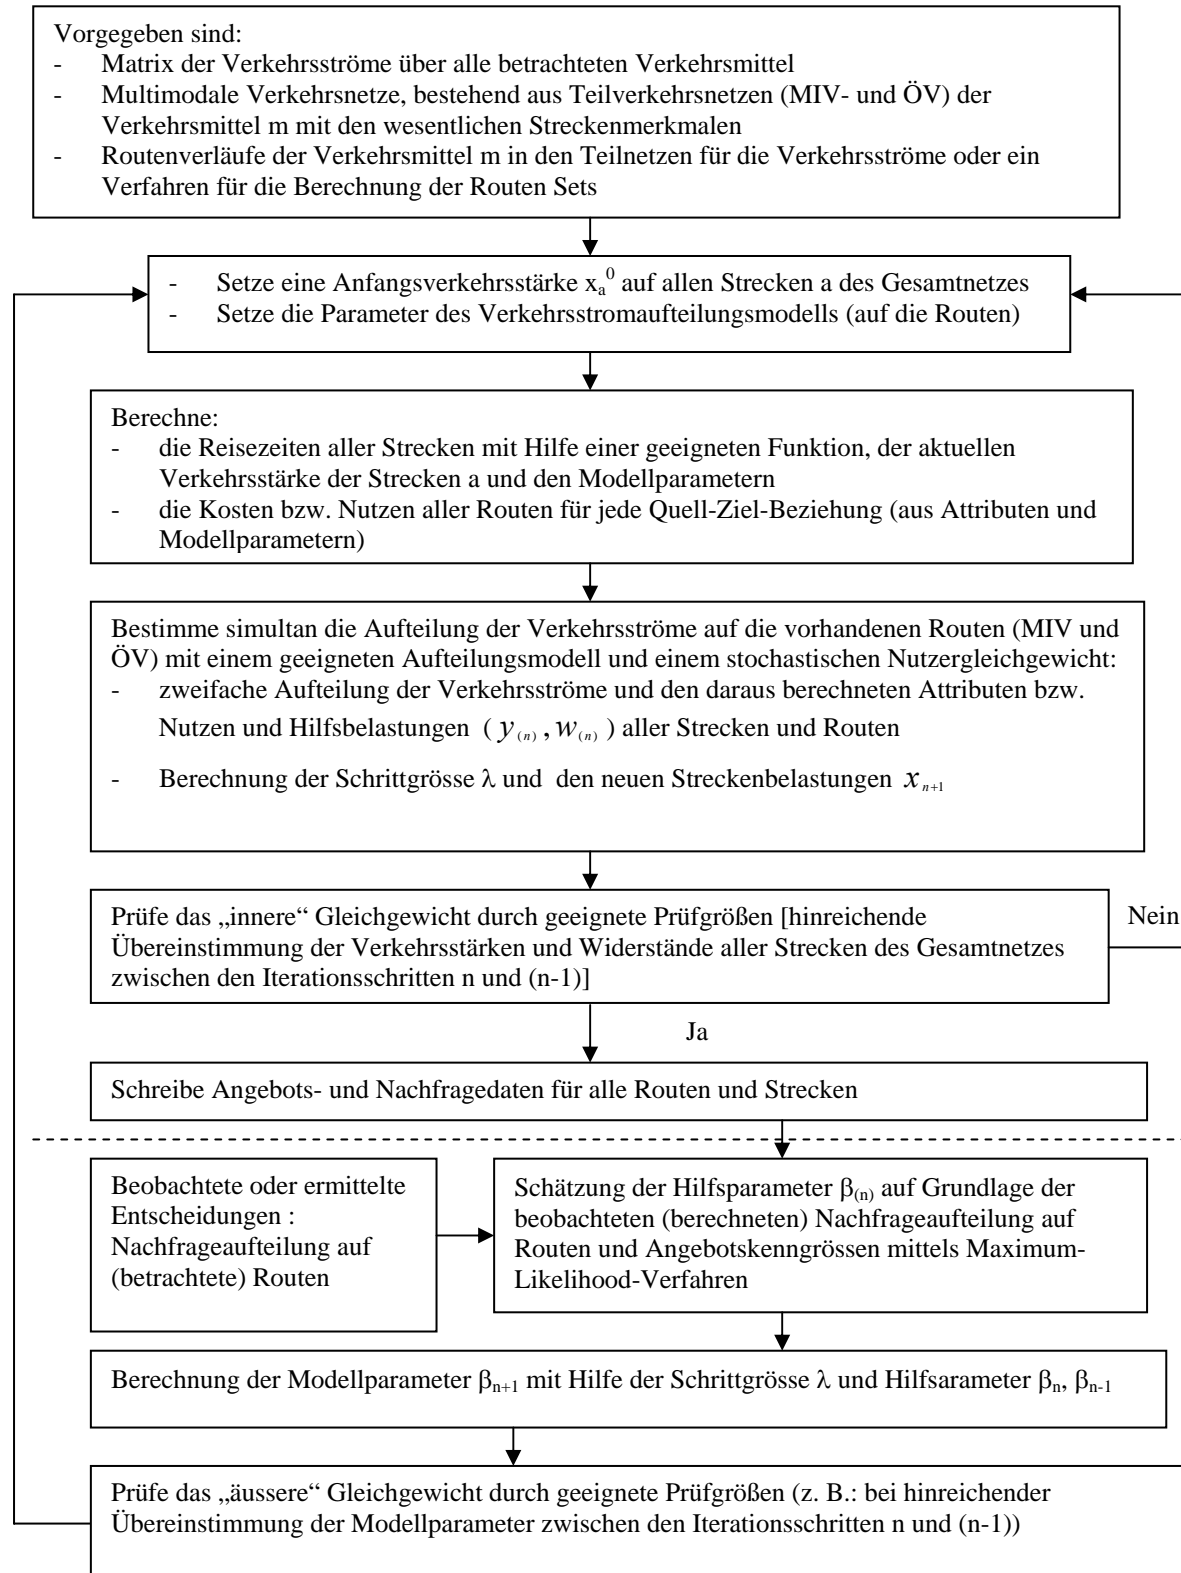 Vorgegeben sind:
- Matrix der Verkehrsströme über alle betrachteten Verkehrsmittel
- Multimodale Verkehrsnetze, bestehend aus Teilverkehrsnetzen (MIV- und ÖV) der
Verkehrsmittel m mit den wesentlichen Streckenmerkmalen
- Routenverläufe der Verkehrsmittel m in den Teilnetzen für die Verkehrsströme oder ein
Verfahren für die Berechnung der Routen Sets
- Setze eine Anfangsverkehrsstärke xₐ⁰ auf allen Strecken a des Gesamtnetzes
- Setze die Parameter des Verkehrsstromaufteilungsmodells (auf die Routen)
Berechne:
- die Reisezeiten aller Strecken mit Hilfe einer geeigneten Funktion, der aktuellen
Verkehrsstärke der Strecken a und den Modellparametern
- die Kosten bzw. Nutzen aller Routen für jede Quell-Ziel-Beziehung (aus Attributen und
Modellparametern)
Bestimme simultan die Aufteilung der Verkehrsströme auf die vorhandenen Routen (MIV und
ÖV) mit einem geeigneten Aufteilungsmodell und einem stochastischen Nutzergleichgewicht:
- zweifache Aufteilung der Verkehrsströme und den daraus berechneten Attributen bzw.
Nutzen und Hilfsbelastungen ( y₍ₙ₎ , w₍ₙ₎ ) aller Strecken und Routen
- Berechnung der Schrittgrösse λ und den neuen Streckenbelastungen xₙ₊₁
Prüfe das „innere“ Gleichgewicht durch geeignete Prüfgrößen [hinreichende
Übereinstimmung der Verkehrsstärken und Widerstände aller Strecken des Gesamtnetzes
zwischen den Iterationsschritten n und (n-1)]
Nein
Ja
Schreibe Angebots- und Nachfragedaten für alle Routen und Strecken
Beobachtete oder ermittelte
Entscheidungen :
Nachfrageaufteilung auf
(betrachtete) Routen
Schätzung der Hilfsparameter β₍ₙ₎ auf Grundlage der
beobachteten (berechneten) Nachfrageaufteilung auf
Routen und Angebotskenngrössen mittels Maximum-
Likelihood-Verfahren
Berechnung der Modellparameter βₙ₊₁ mit Hilfe der Schrittgrösse λ und Hilfsarameter βₙ, βₙ₋₁
Prüfe das „äussere“ Gleichgewicht durch geeignete Prüfgrößen (z. B.: bei hinreichender
Übereinstimmung der Modellparameter zwischen den Iterationsschritten n und (n-1))